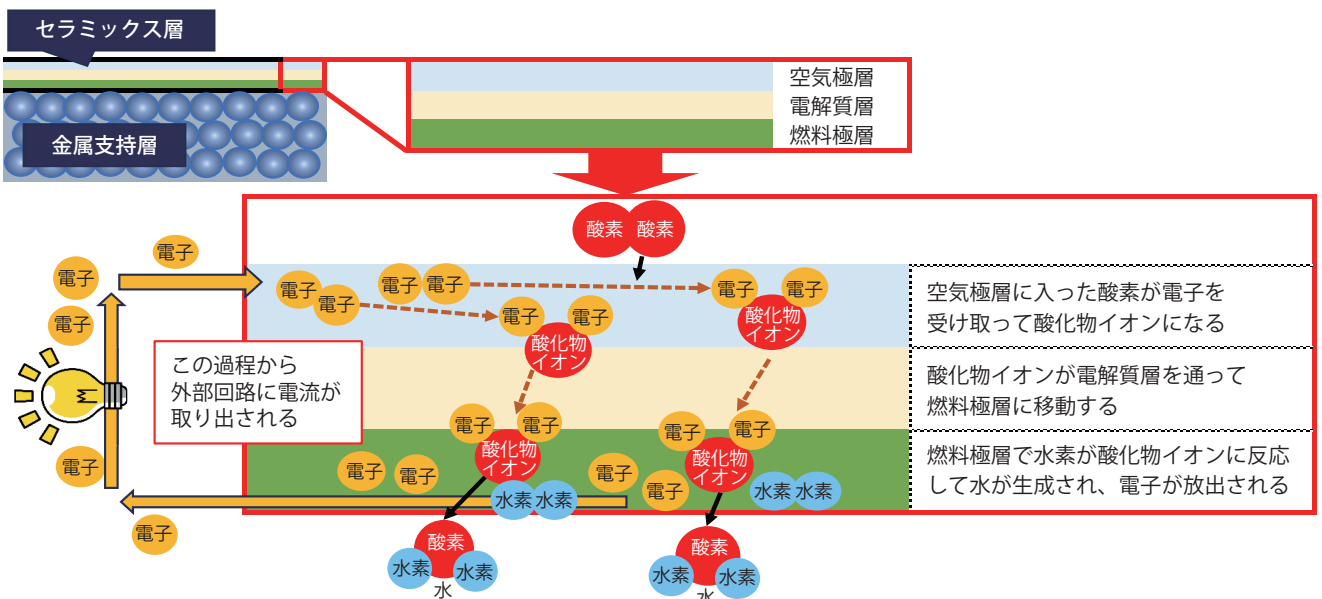 セラミックス層
金属支持層
空気極層
電解質層
燃料極層
酸素 酸素
電子
電子
電子
電子
電子
電子
電子
電子
電子
酸化物
イオン
電子
電子
酸化物
イオン
空気極層に入った酸素が電子を
受け取って酸化物イオンになる
この過程から
外部回路に電流が
取り出される
酸化物イオンが電解質層を通って
燃料極層に移動する
電子
電子
電子
酸化物
イオン
電子
電子
酸化物
イオン
電子
電子
電子
電子
水素 水素
水素 水素
燃料極層で水素が酸化物イオンに反応
して水が生成され、電子が放出される
電子
酸素
水素
水素
水
酸素
水素
水素
水